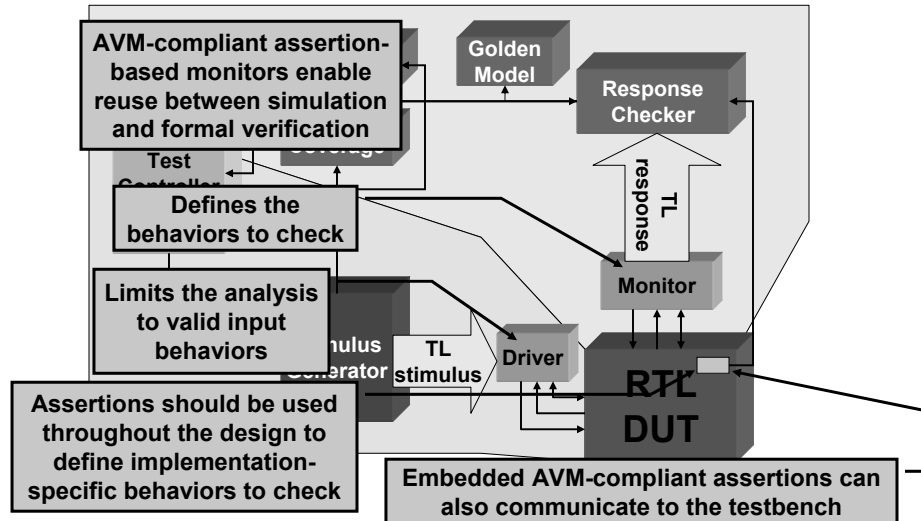 AVM-compliant assertion-
based monitors enable
reuse between simulation
and formal verification
Golden
Model
Response
Checker
Test
Controller
Coverage
Defines the
behaviors to check
TL
response
Limits the analysis
to valid input
behaviors
Monitor
TL
stimulus
Driver
RTL
DUT
Assertions should be used
throughout the design to
define implementation-
specific behaviors to check
Embedded AVM-compliant assertions can
also communicate to the testbench